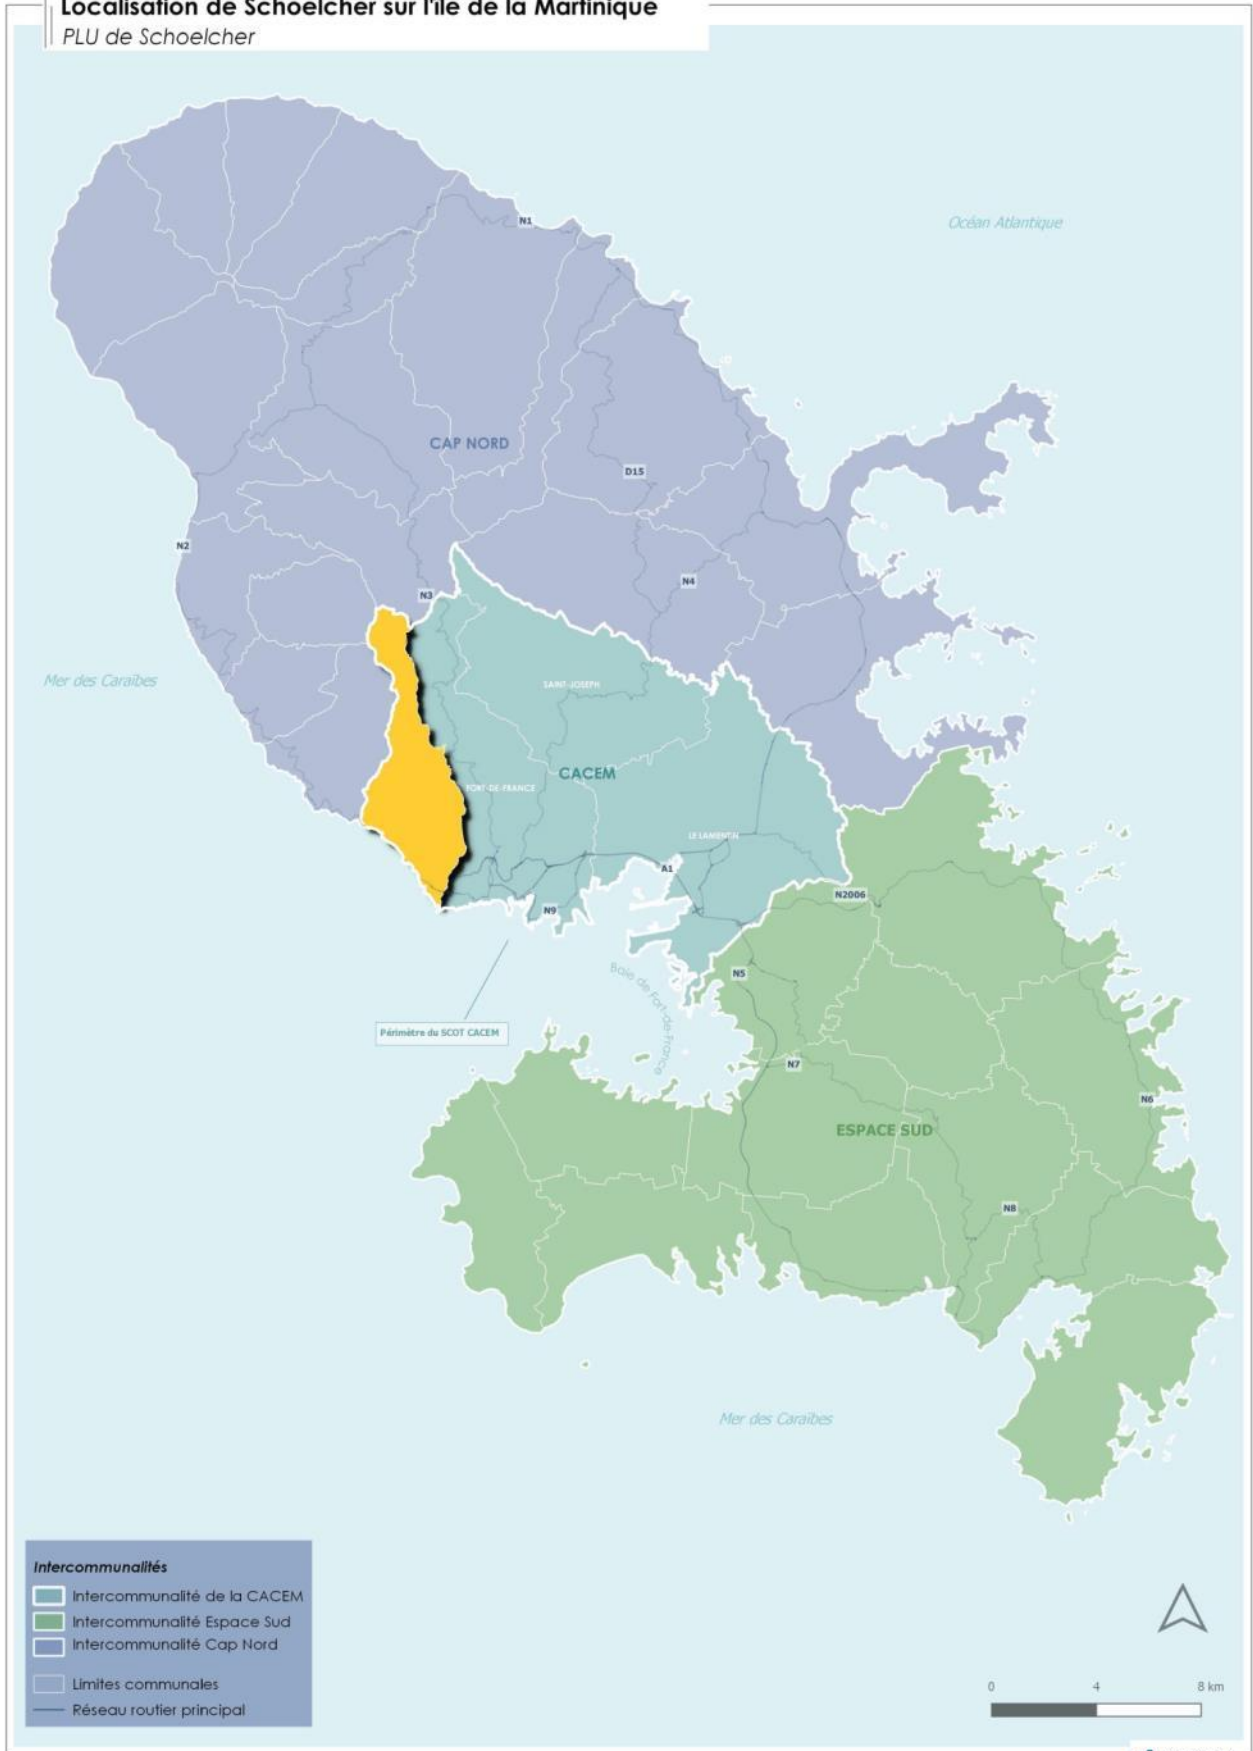 Localisation de Schoelcher sur l'île de la Martinique
PLU de Schoelcher
Océan Atlantique
N1
CAP NORD
D15
N2
N4
N3
Mer des Caraïbes
SAINT-JOSEPH
CACEM
FORT-DE-FRANCE
LE LAMENTIN
A1
N2006
N9
Baie de Fort-de-France
N5
Périmètre du SCOT CACEM
N7
N6
ESPACE SUD
N8
Mer des Caraïbes
Intercommunalités
Intercommunalité de la CACEM
Intercommunalité Espace Sud
Intercommunalité Cap Nord
Limites communales
Réseau routier principal
0 4 8 km